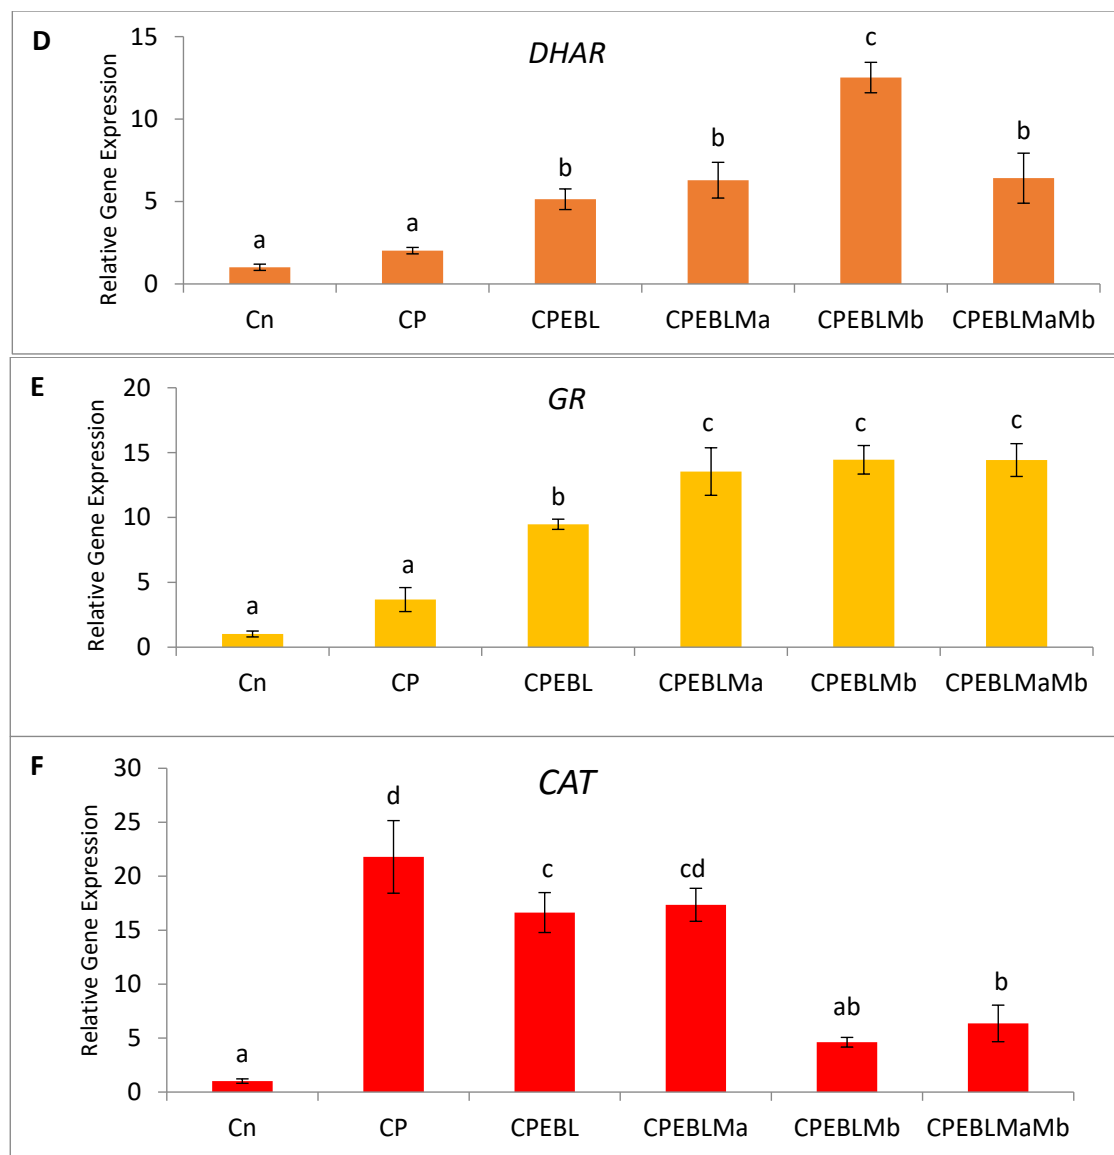 D
DHAR
Relative Gene Expression
15
10
5
0
a
a
b
b
c
b
Cn CP CPEBL CPEBLMa CPEBLMb CPEBLMaMb
E
GR
Relative Gene Expression
20
15
10
5
0
a
a
b
c
c
c
Cn CP CPEBL CPEBLMa CPEBLMb CPEBLMaMb
F
CAT
Relative Gene Expression
30
25
20
15
10
5
0
a
d
c
cd
ab
b
Cn CP CPEBL CPEBLMa CPEBLMb CPEBLMaMb